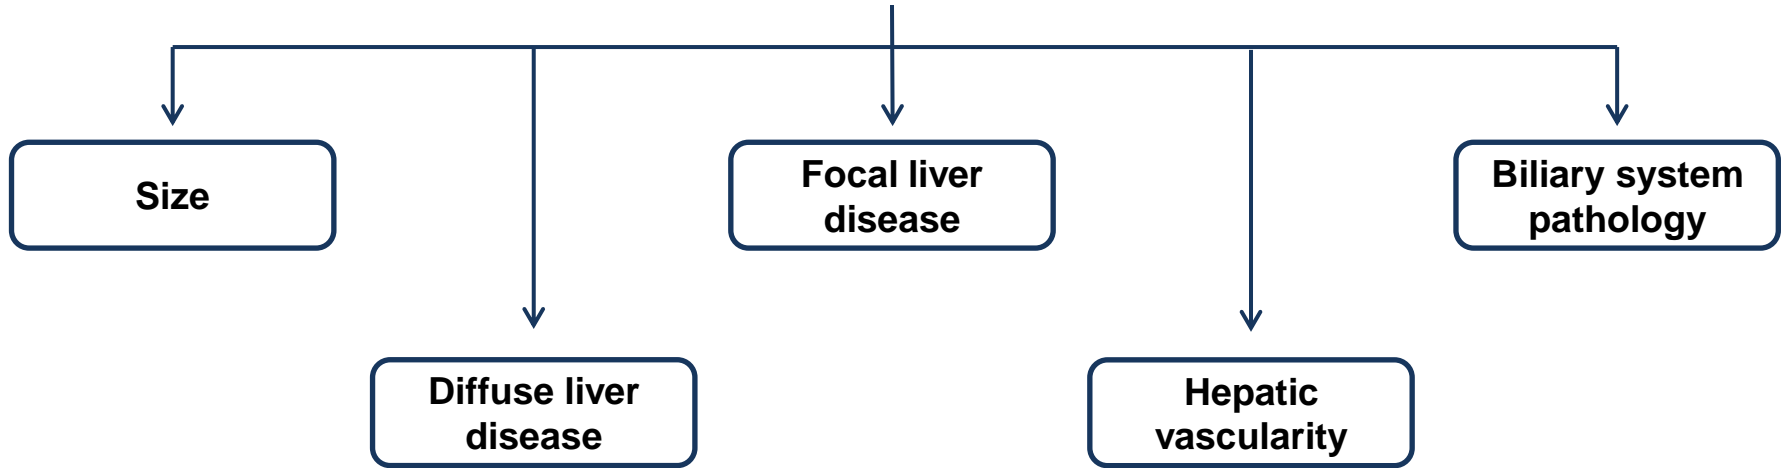 Size
Focal liver
disease
Biliary system
pathology
Diffuse liver
disease
Hepatic
vascularity